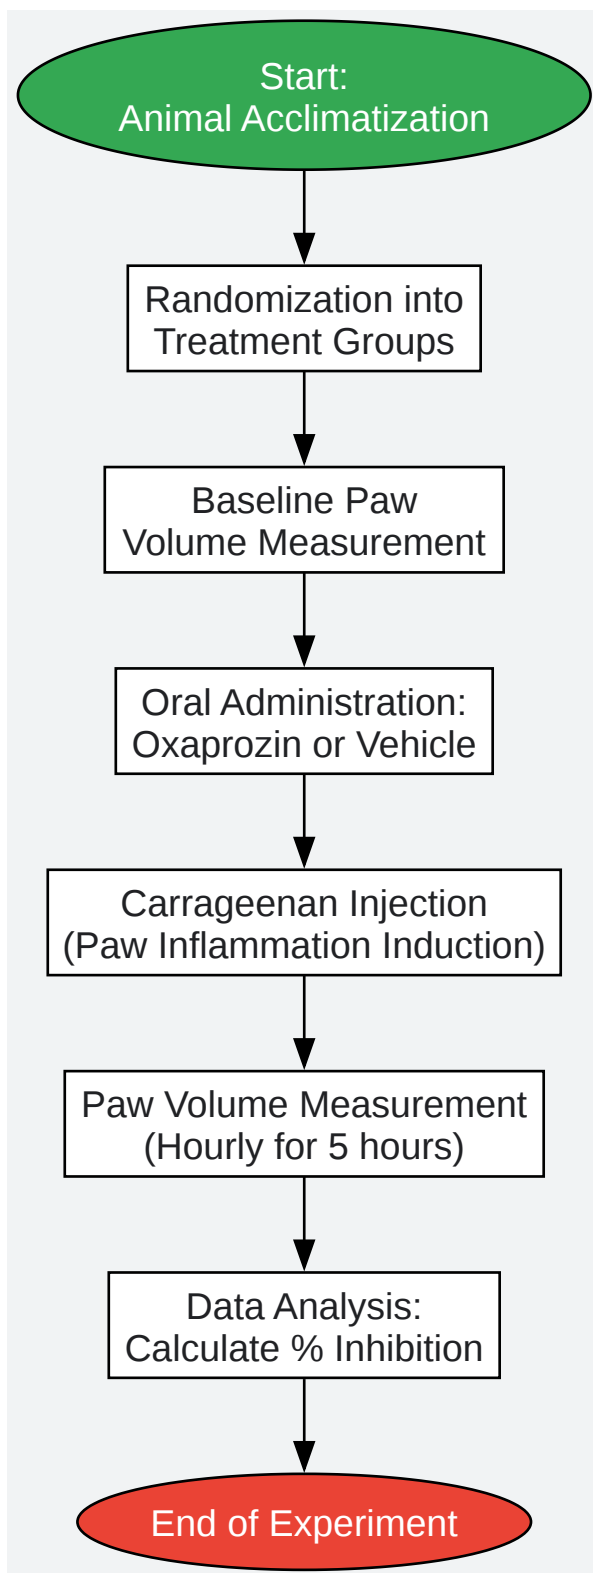 Start:
Animal Acclimatization
Randomization into
Treatment Groups
Baseline Paw
Volume Measurement
Oral Administration:
Oxaprozin or Vehicle
Carrageenan Injection
(Paw Inflammation Induction)
Paw Volume Measurement
(Hourly for 5 hours)
Data Analysis:
Calculate % Inhibition
End of Experiment